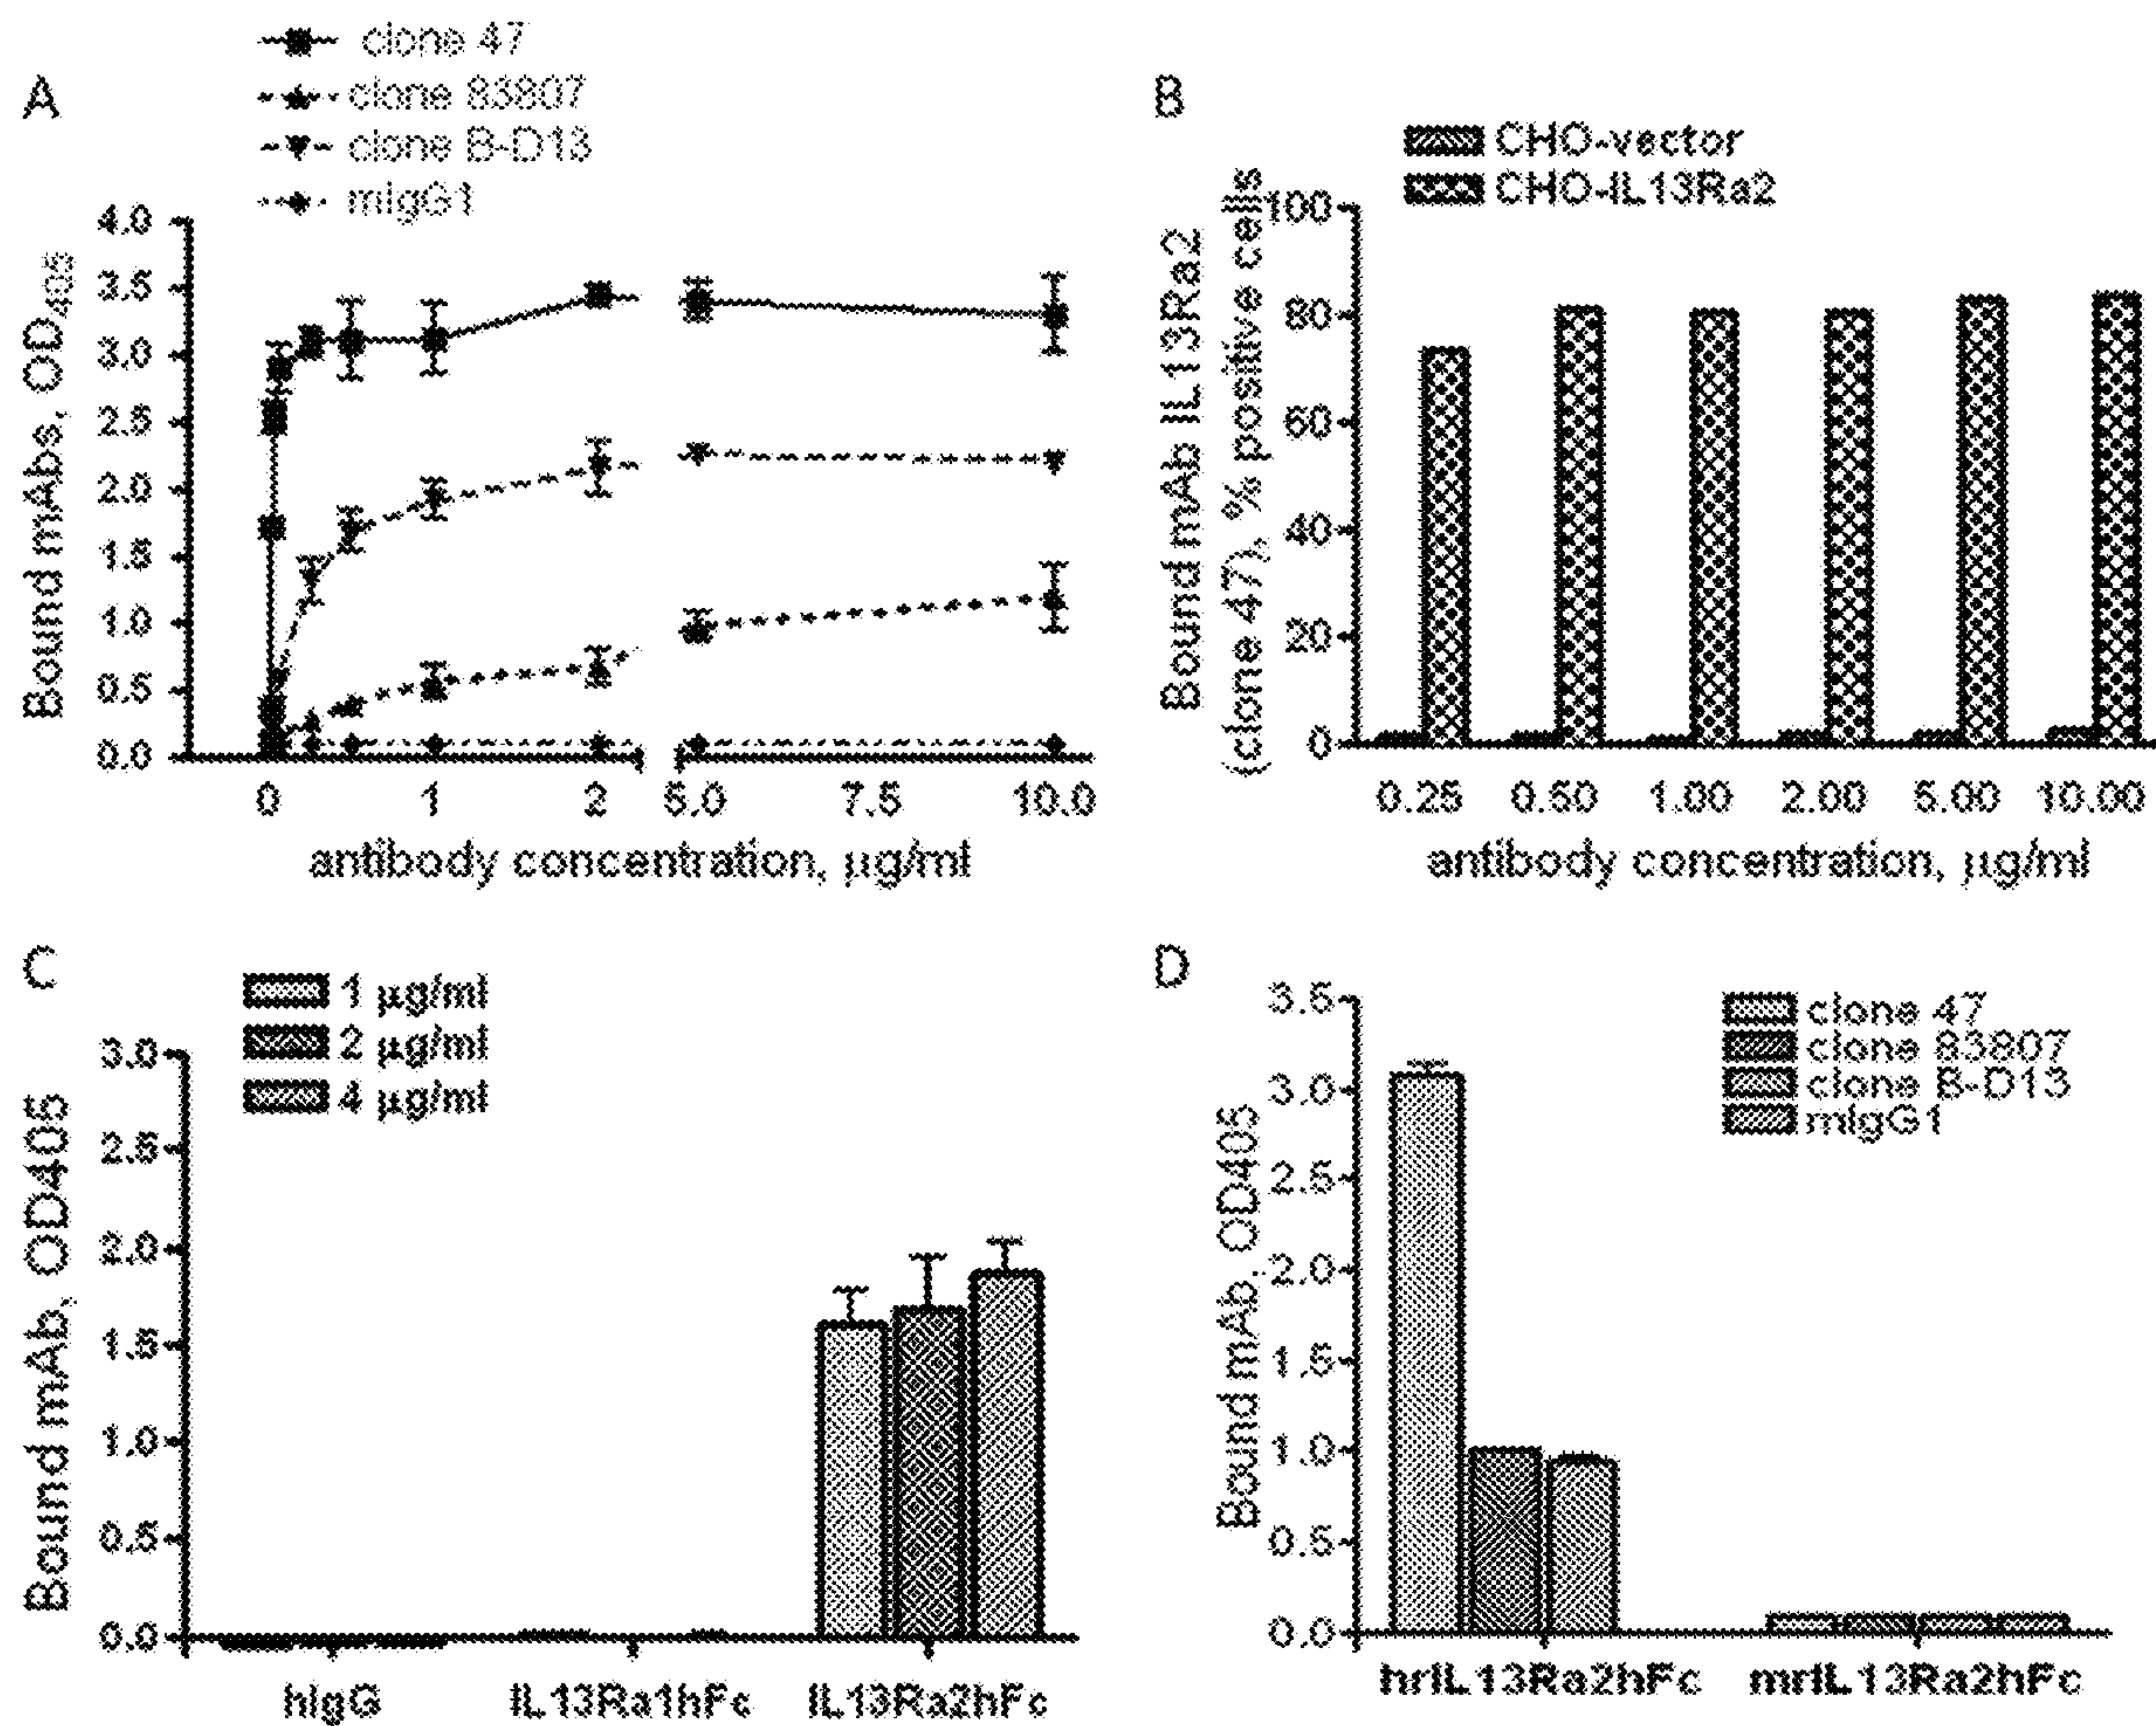 A
clone 47
clone 83807
clone B-D13
mIgG1
Bound mAbs, OD405
4.0
3.5
3.0
2.5
2.0
1.5
1.0
0.5
0.0
0 1 2 5.0 7.5 10.0
antibody concentration, µg/ml
B
CHO-vector
CHO-IL13Ra2
Bound mAb IL13Ra2
(clone 47), % positive cells
100
80
60
40
20
0
0.25 0.50 1.00 2.00 5.00 10.00
antibody concentration, µg/ml
C
1 µg/ml
2 µg/ml
4 µg/ml
Bound mAb, OD405
3.0
2.5
2.0
1.5
1.0
0.5
0.0
hIgG IL13Ra1hFc IL13Ra2hFc
D
clone 47
clone 83807
clone B-D13
mIgG1
Bound mAb, OD405
3.5
3.0
2.5
2.0
1.5
1.0
0.5
0.0
hrIL13Ra2hFc mrIL13Ra2hFc